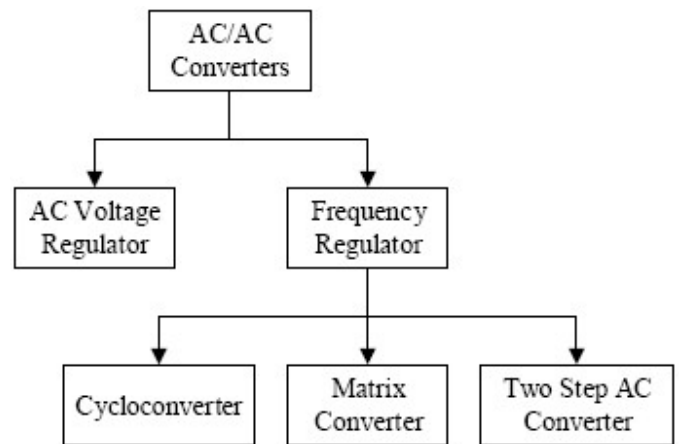 AC/AC
Converters
AC Voltage
Regulator
Frequency
Regulator
Cycloconverter
Matrix
Converter
Two Step AC
Converter